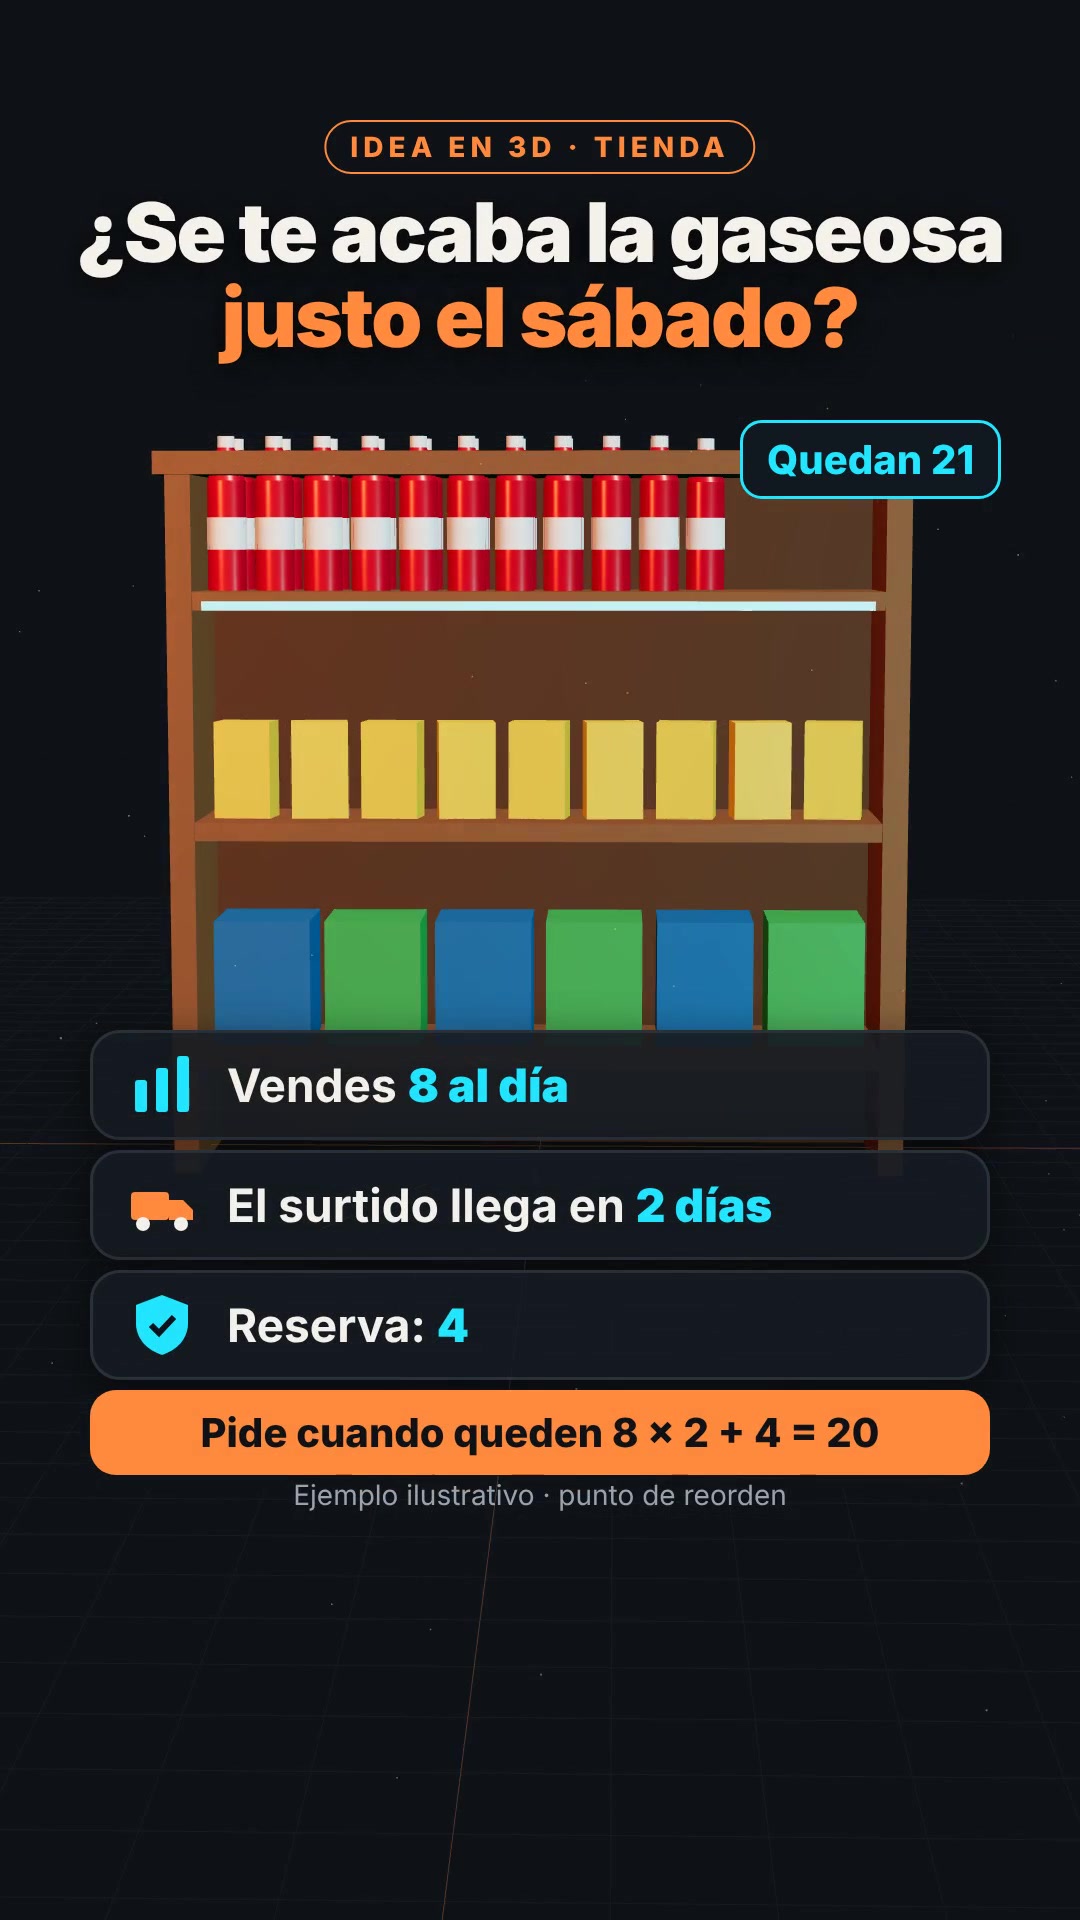 IDEA EN 3D · TIENDA
¿Se te acaba la gaseosa
justo el sábado?
Quedan 21
Vendes 8 al día
El surtido llega en 2 días
Reserva: 4
Pide cuando queden 8 × 2 + 4 = 20
Ejemplo ilustrativo · punto de reorden